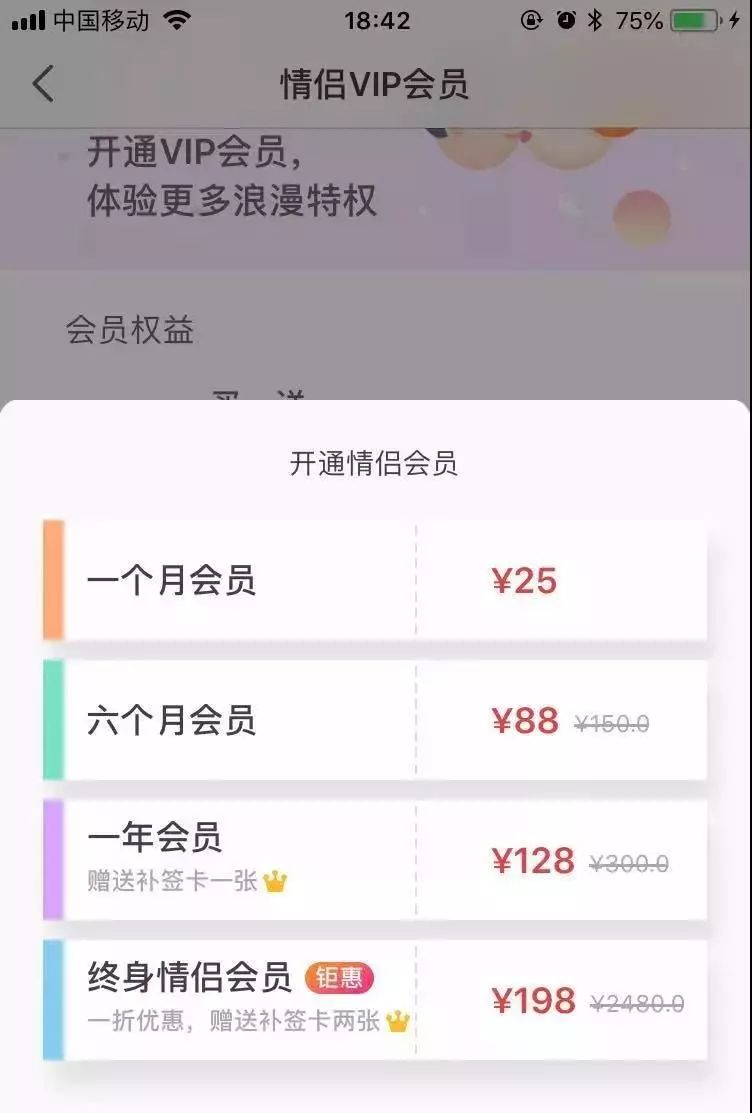 中国移动 18:42 75%
情侣VIP会员
开通VIP会员，
体验更多浪漫特权
会员权益
开通情侣会员
一个月会员 ¥25
六个月会员 ¥88 ¥150.0
一年会员
赠送补签卡一张
¥128 ¥300.0
终身情侣会员 钜惠
一折优惠，赠送补签卡两张
¥198 ¥2480.0